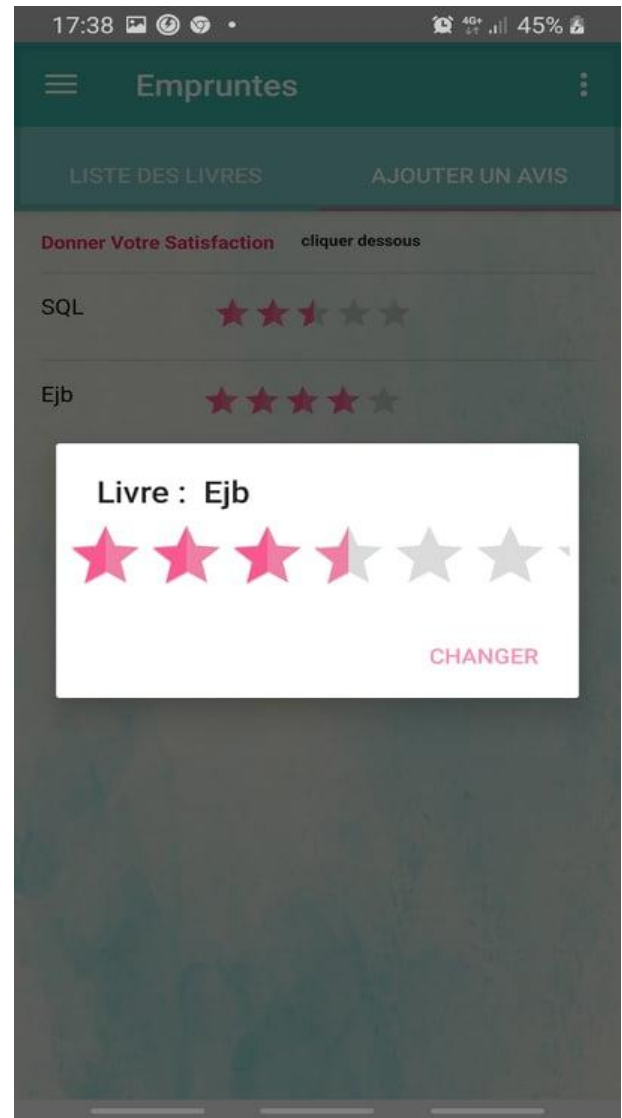 17:38 4G+ 45%
Empruntes
LISTE DES LIVRES AJOUTER UN AVIS
Donner Votre Satisfaction cliquer dessous
SQL
Ejb
Livre : Ejb
CHANGER